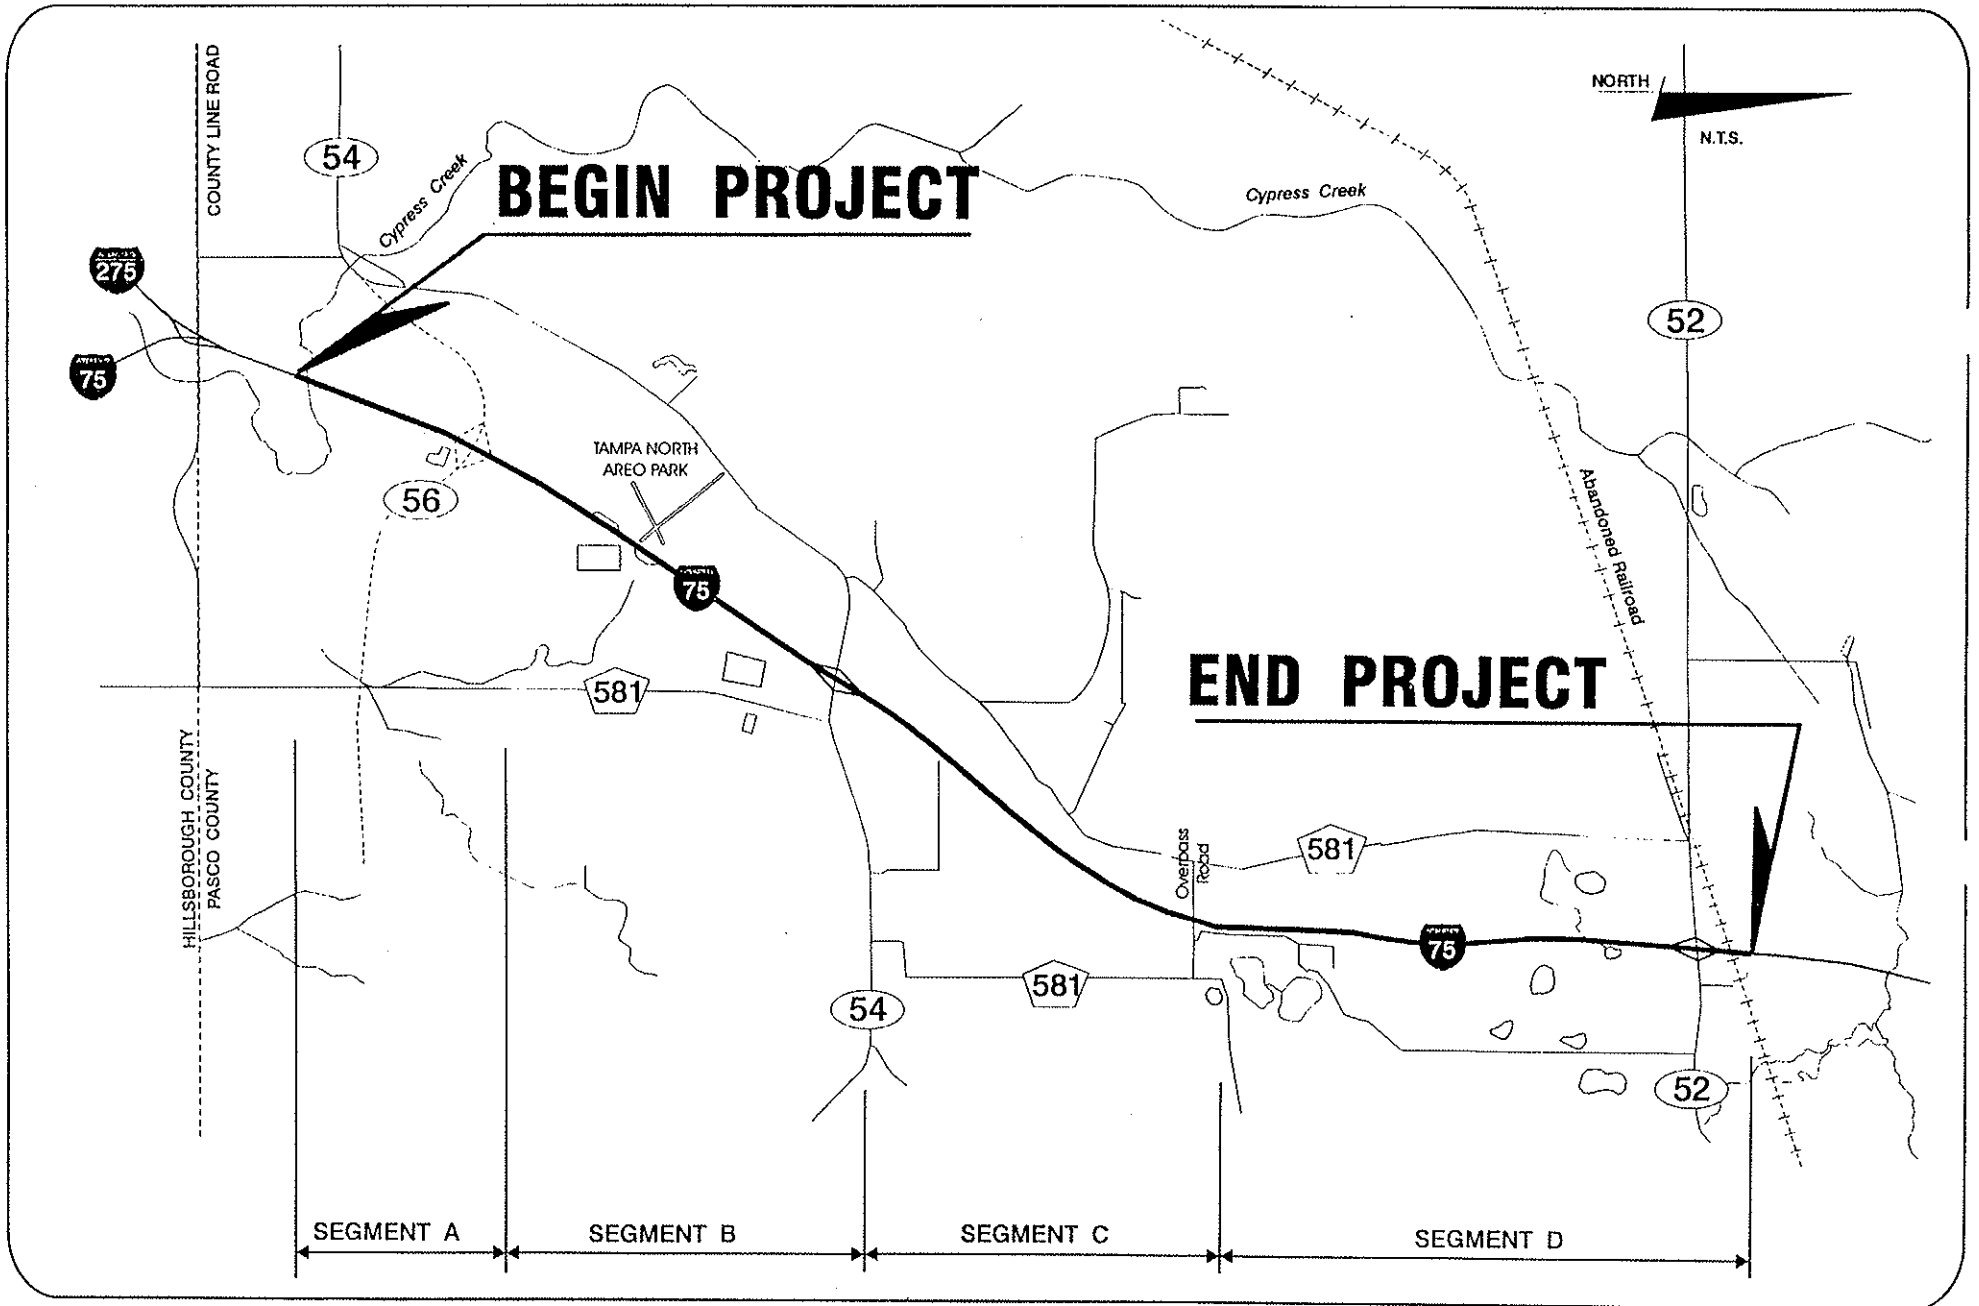 COUNTY LINE ROAD
54
Cypress Creek
BEGIN PROJECT
Cypress Creek
NORTH
N.T.S.
275
75
52
TAMPA NORTH
AREO PARK
56
Abandoned Railroad
75
581
END PROJECT
HILLSBOROUGH COUNTY
PASCO COUNTY
Overpass
Road
581
75
581
54
52
SEGMENT A
SEGMENT B
SEGMENT C
SEGMENT D